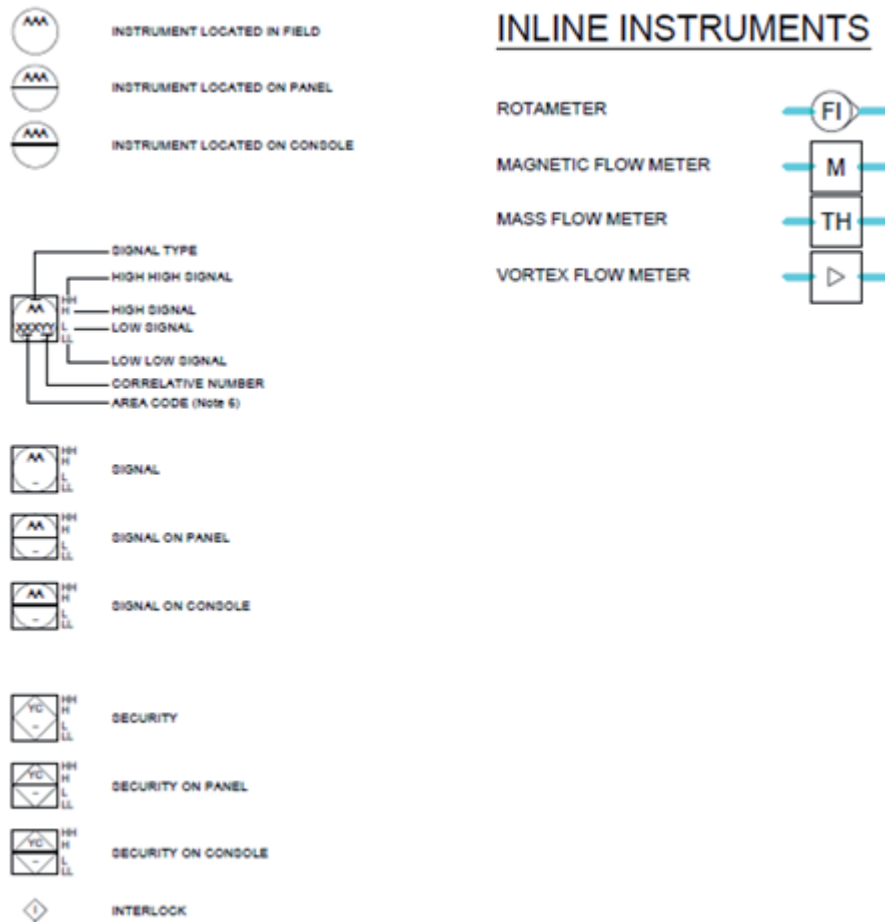 AAA
INSTRUMENT LOCATED IN FIELD
AAA
INSTRUMENT LOCATED ON PANEL
AAA
INSTRUMENT LOCATED ON CONSOLE
SIGNAL TYPE
HIGH HIGH SIGNAL
AA
HH
H
HIGH SIGNAL
XXXYY
L
LOW SIGNAL
LL
LOW LOW SIGNAL
CORRELATIVE NUMBER
AREA CODE (Note 6)
AA
-
HH
H
L
LL
SIGNAL
AA
-
HH
H
L
LL
SIGNAL ON PANEL
AA
-
HH
H
L
LL
SIGNAL ON CONSOLE
YC
-
HH
H
L
LL
SECURITY
YC
-
HH
H
L
LL
SECURITY ON PANEL
YC
-
HH
H
L
LL
SECURITY ON CONSOLE
I
INTERLOCK
INLINE INSTRUMENTS
ROTAMETER
FI
MAGNETIC FLOW METER
M
MASS FLOW METER
TH
VORTEX FLOW METER